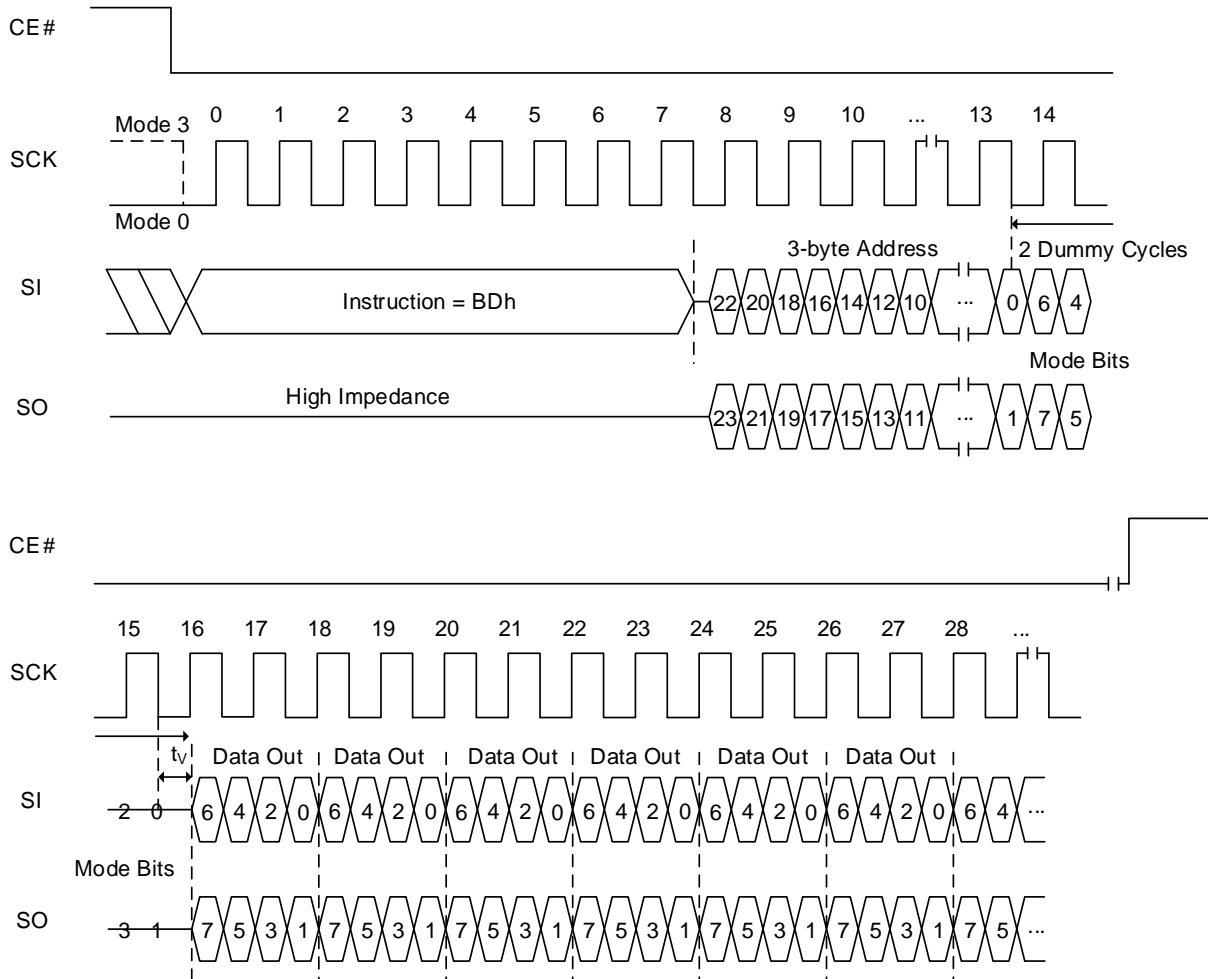 CE#
0 1 2 3 4 5 6 7 8 9 10 ... 13 14
Mode 3
SCK
Mode 0
3-byte Address 2 Dummy Cycles
SI
Instruction = BDh
22 20 18 16 14 12 10 ... 0 6 4
Mode Bits
High Impedance
SO
23 21 19 17 15 13 11 ... 1 7 5
CE#
15 16 17 18 19 20 21 22 23 24 25 26 27 28 ...
SCK
tV Data Out Data Out Data Out Data Out Data Out Data Out
SI
2 0 6 4 2 0 6 4 2 0 6 4 2 0 6 4 2 0 6 4 2 0 6 4 2 0 6 4 ...
Mode Bits
SO
3 1 7 5 3 1 7 5 3 1 7 5 3 1 7 5 3 1 7 5 3 1 7 5 3 1 7 5 ...